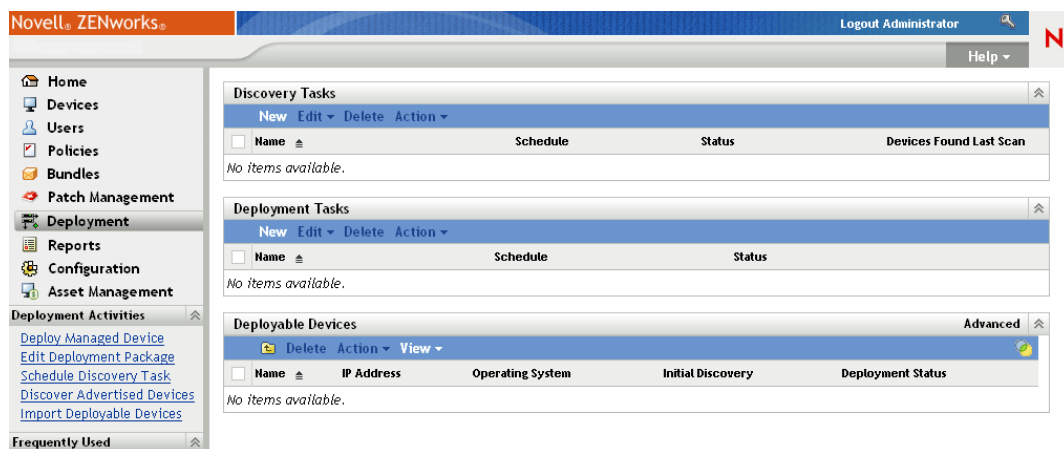 Novell® ZENworks®
Logout Administrator
N
Help
Home
Devices
Users
Policies
Bundles
Patch Management
Deployment
Reports
Configuration
Asset Management
Deployment Activities
Deploy Managed Device
Edit Deployment Package
Schedule Discovery Task
Discover Advertised Devices
Import Deployable Devices
Frequently Used
Discovery Tasks
New Edit Delete Action
Name Schedule Status Devices Found Last Scan
No items available.
Deployment Tasks
New Edit Delete Action
Name Schedule Status
No items available.
Deployable Devices Advanced
Delete Action View
Name IP Address Operating System Initial Discovery Deployment Status
No items available.